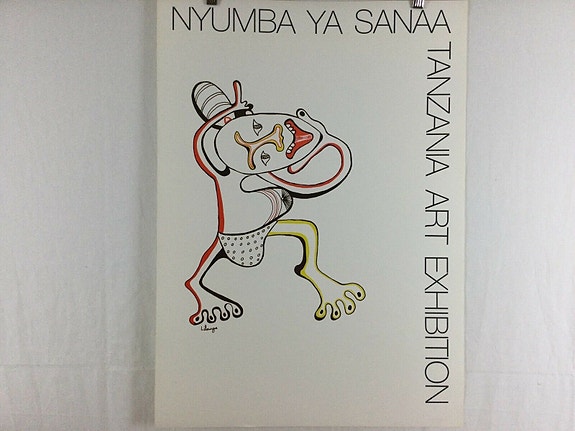 NYUMBA YA SANAA
TANZANIA ART EXHIBITION
Lilanga